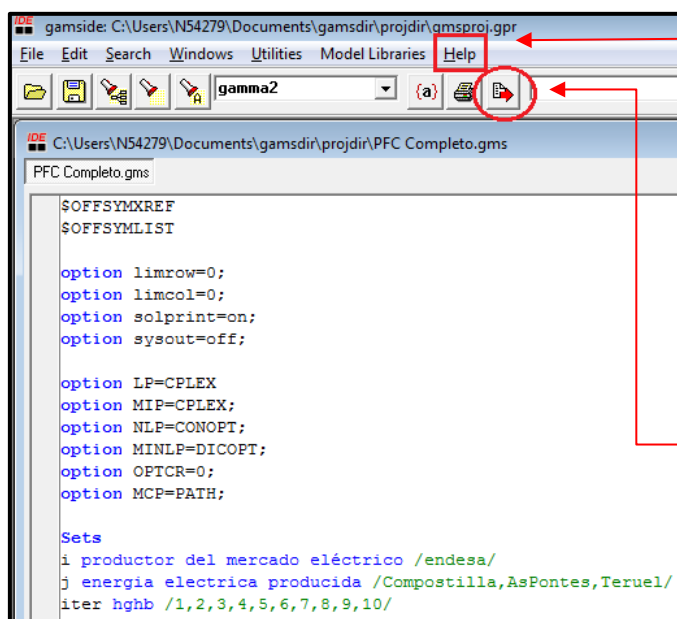 IDE gamside: C:\Users\N54279\Documents\gamsdir\projdir\gmsproj.gpr
File Edit Search Windows Utilities Model Libraries Help
A gamma2 {a}
IDE C:\Users\N54279\Documents\gamsdir\projdir\PFC Completo.gms
PFC Completo.gms
$OFFSYMXREF
$OFFSYMLIST
option limrow=0;
option limcol=0;
option solprint=on;
option sysout=off;
option LP=CPLEX
option MIP=CPLEX;
option NLP=CONOPT;
option MINLP=DICOPT;
option OPTCR=0;
option MCP=PATH;
Sets
i productor del mercado eléctrico /endesa/
j energia electrica producida /Compostilla,AsPontes,Teruel/
iter hghb /1,2,3,4,5,6,7,8,9,10/